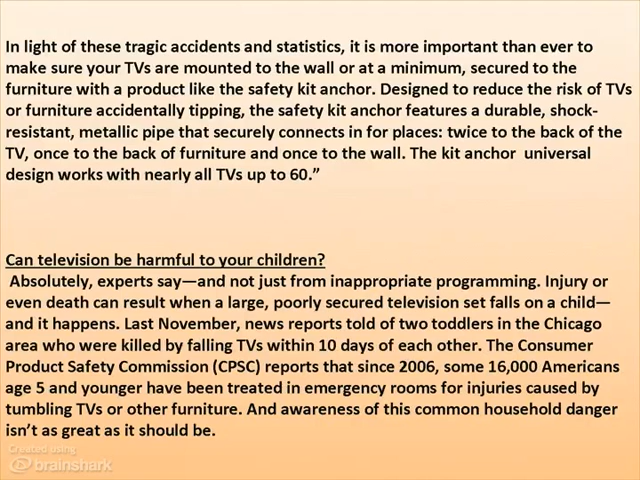 In light of these tragic accidents and statistics, it is more important than ever to
make sure your TVs are mounted to the wall or at a minimum, secured to the
furniture with a product like the safety kit anchor. Designed to reduce the risk of TVs
or furniture accidentally tipping, the safety kit anchor features a durable, shock-
resistant, metallic pipe that securely connects in for places: twice to the back of the
TV, once to the back of furniture and once to the wall. The kit anchor universal
design works with nearly all TVs up to 60.”
Can television be harmful to your children?
Absolutely, experts say—and not just from inappropriate programming. Injury or
even death can result when a large, poorly secured television set falls on a child—
and it happens. Last November, news reports told of two toddlers in the Chicago
area who were killed by falling TVs within 10 days of each other. The Consumer
Product Safety Commission (CPSC) reports that since 2006, some 16,000 Americans
age 5 and younger have been treated in emergency rooms for injuries caused by
tumbling TVs or other furniture. And awareness of this common household danger
isn’t as great as it should be.
Created using
brainshark